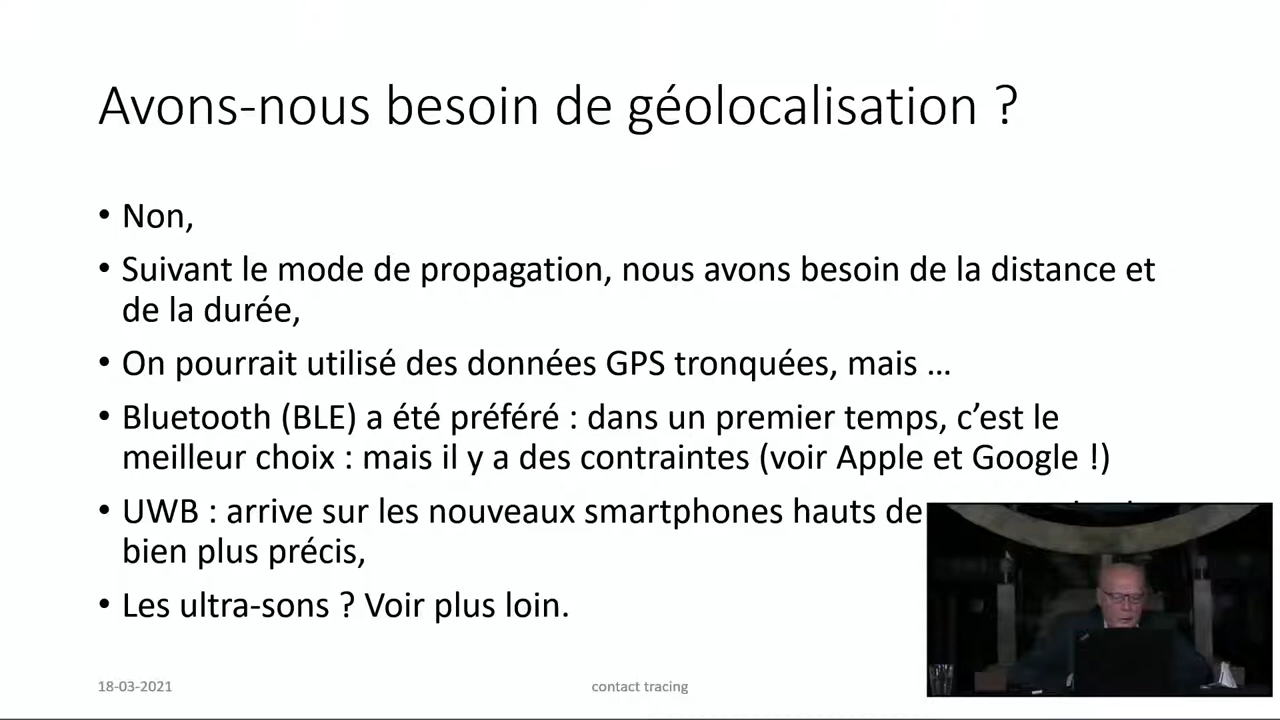 Avons-nous besoin de géolocalisation ?
• Non,
• Suivant le mode de propagation, nous avons besoin de la distance et
de la durée,
• On pourrait utilisé des données GPS tronquées, mais …
• Bluetooth (BLE) a été préféré : dans un premier temps, c’est le
meilleur choix : mais il y a des contraintes (voir Apple et Google !)
• UWB : arrive sur les nouveaux smartphones hauts de
bien plus précis,
• Les ultra-sons ? Voir plus loin.
18-03-2021
contact tracing